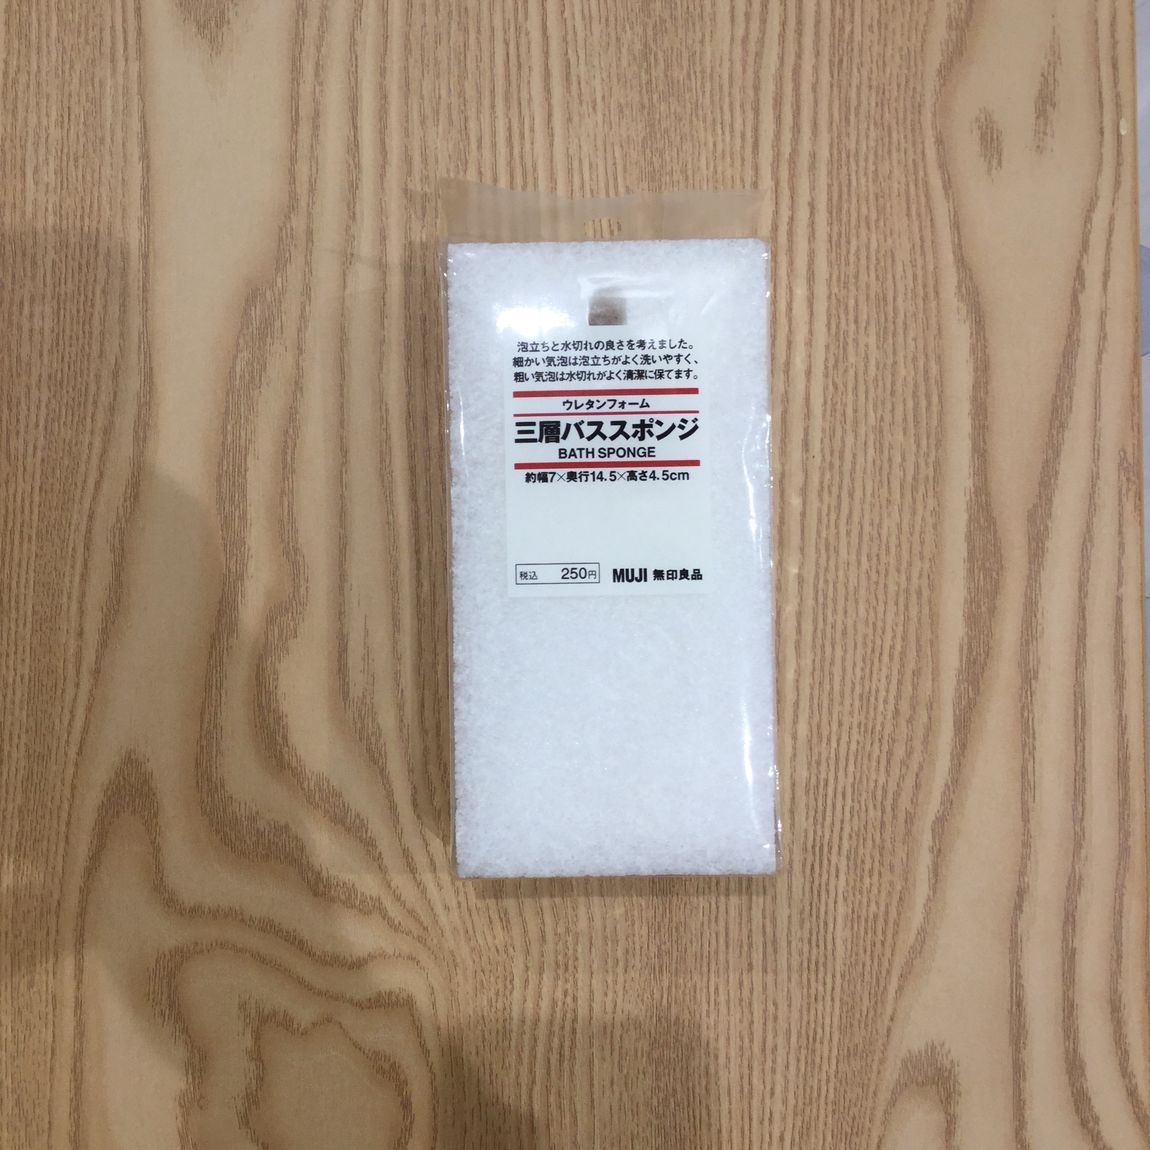 泡立ちと水切れの良さを考えました。
細かい気泡は泡立ちがよく洗いやすく、
粗い気泡は水切れがよく清潔に保てます。
ウレタンフォーム
三層バススポンジ
BATH SPONGE
約幅7×奥行14.5×高さ4.5cm
税込 250円 MUJI 無印良品